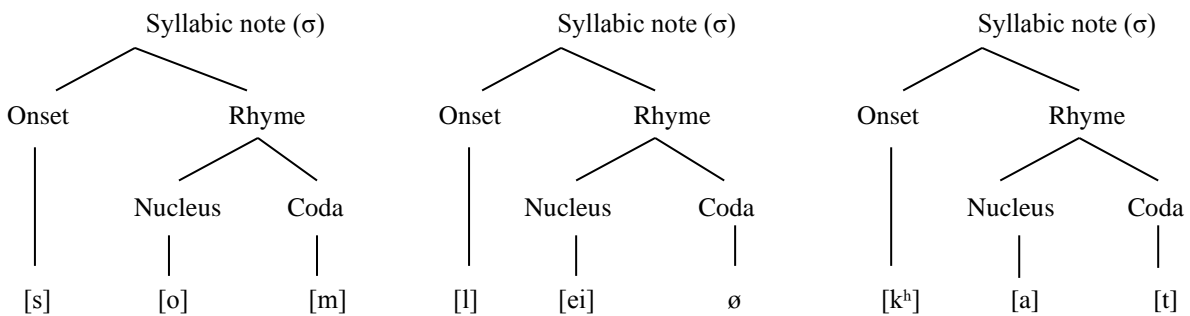 Syllabic note (σ) Syllabic note (σ) Syllabic note (σ)
Onset Rhyme Onset Rhyme Onset Rhyme
Nucleus Coda Nucleus Coda Nucleus Coda
[s] [o] [m] [l] [ei] ø [kʰ] [a] [t]